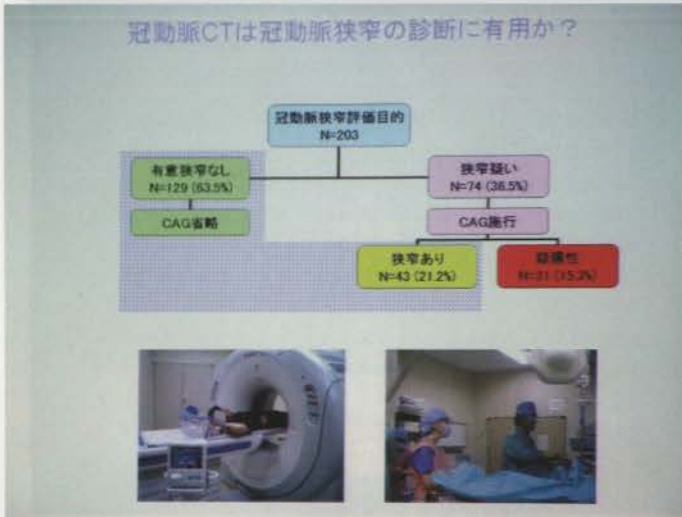 冠動脈CTは冠動脈狭窄の診断に有用か？
冠動脈狭窄評価目的
N=203
有意狭窄なし
N=129 (63.5%)
狭窄疑い
N=74 (36.5%)
CAG省略
CAG施行
狭窄あり
N=43 (21.2%)
疑陽性
N=31 (15.3%)